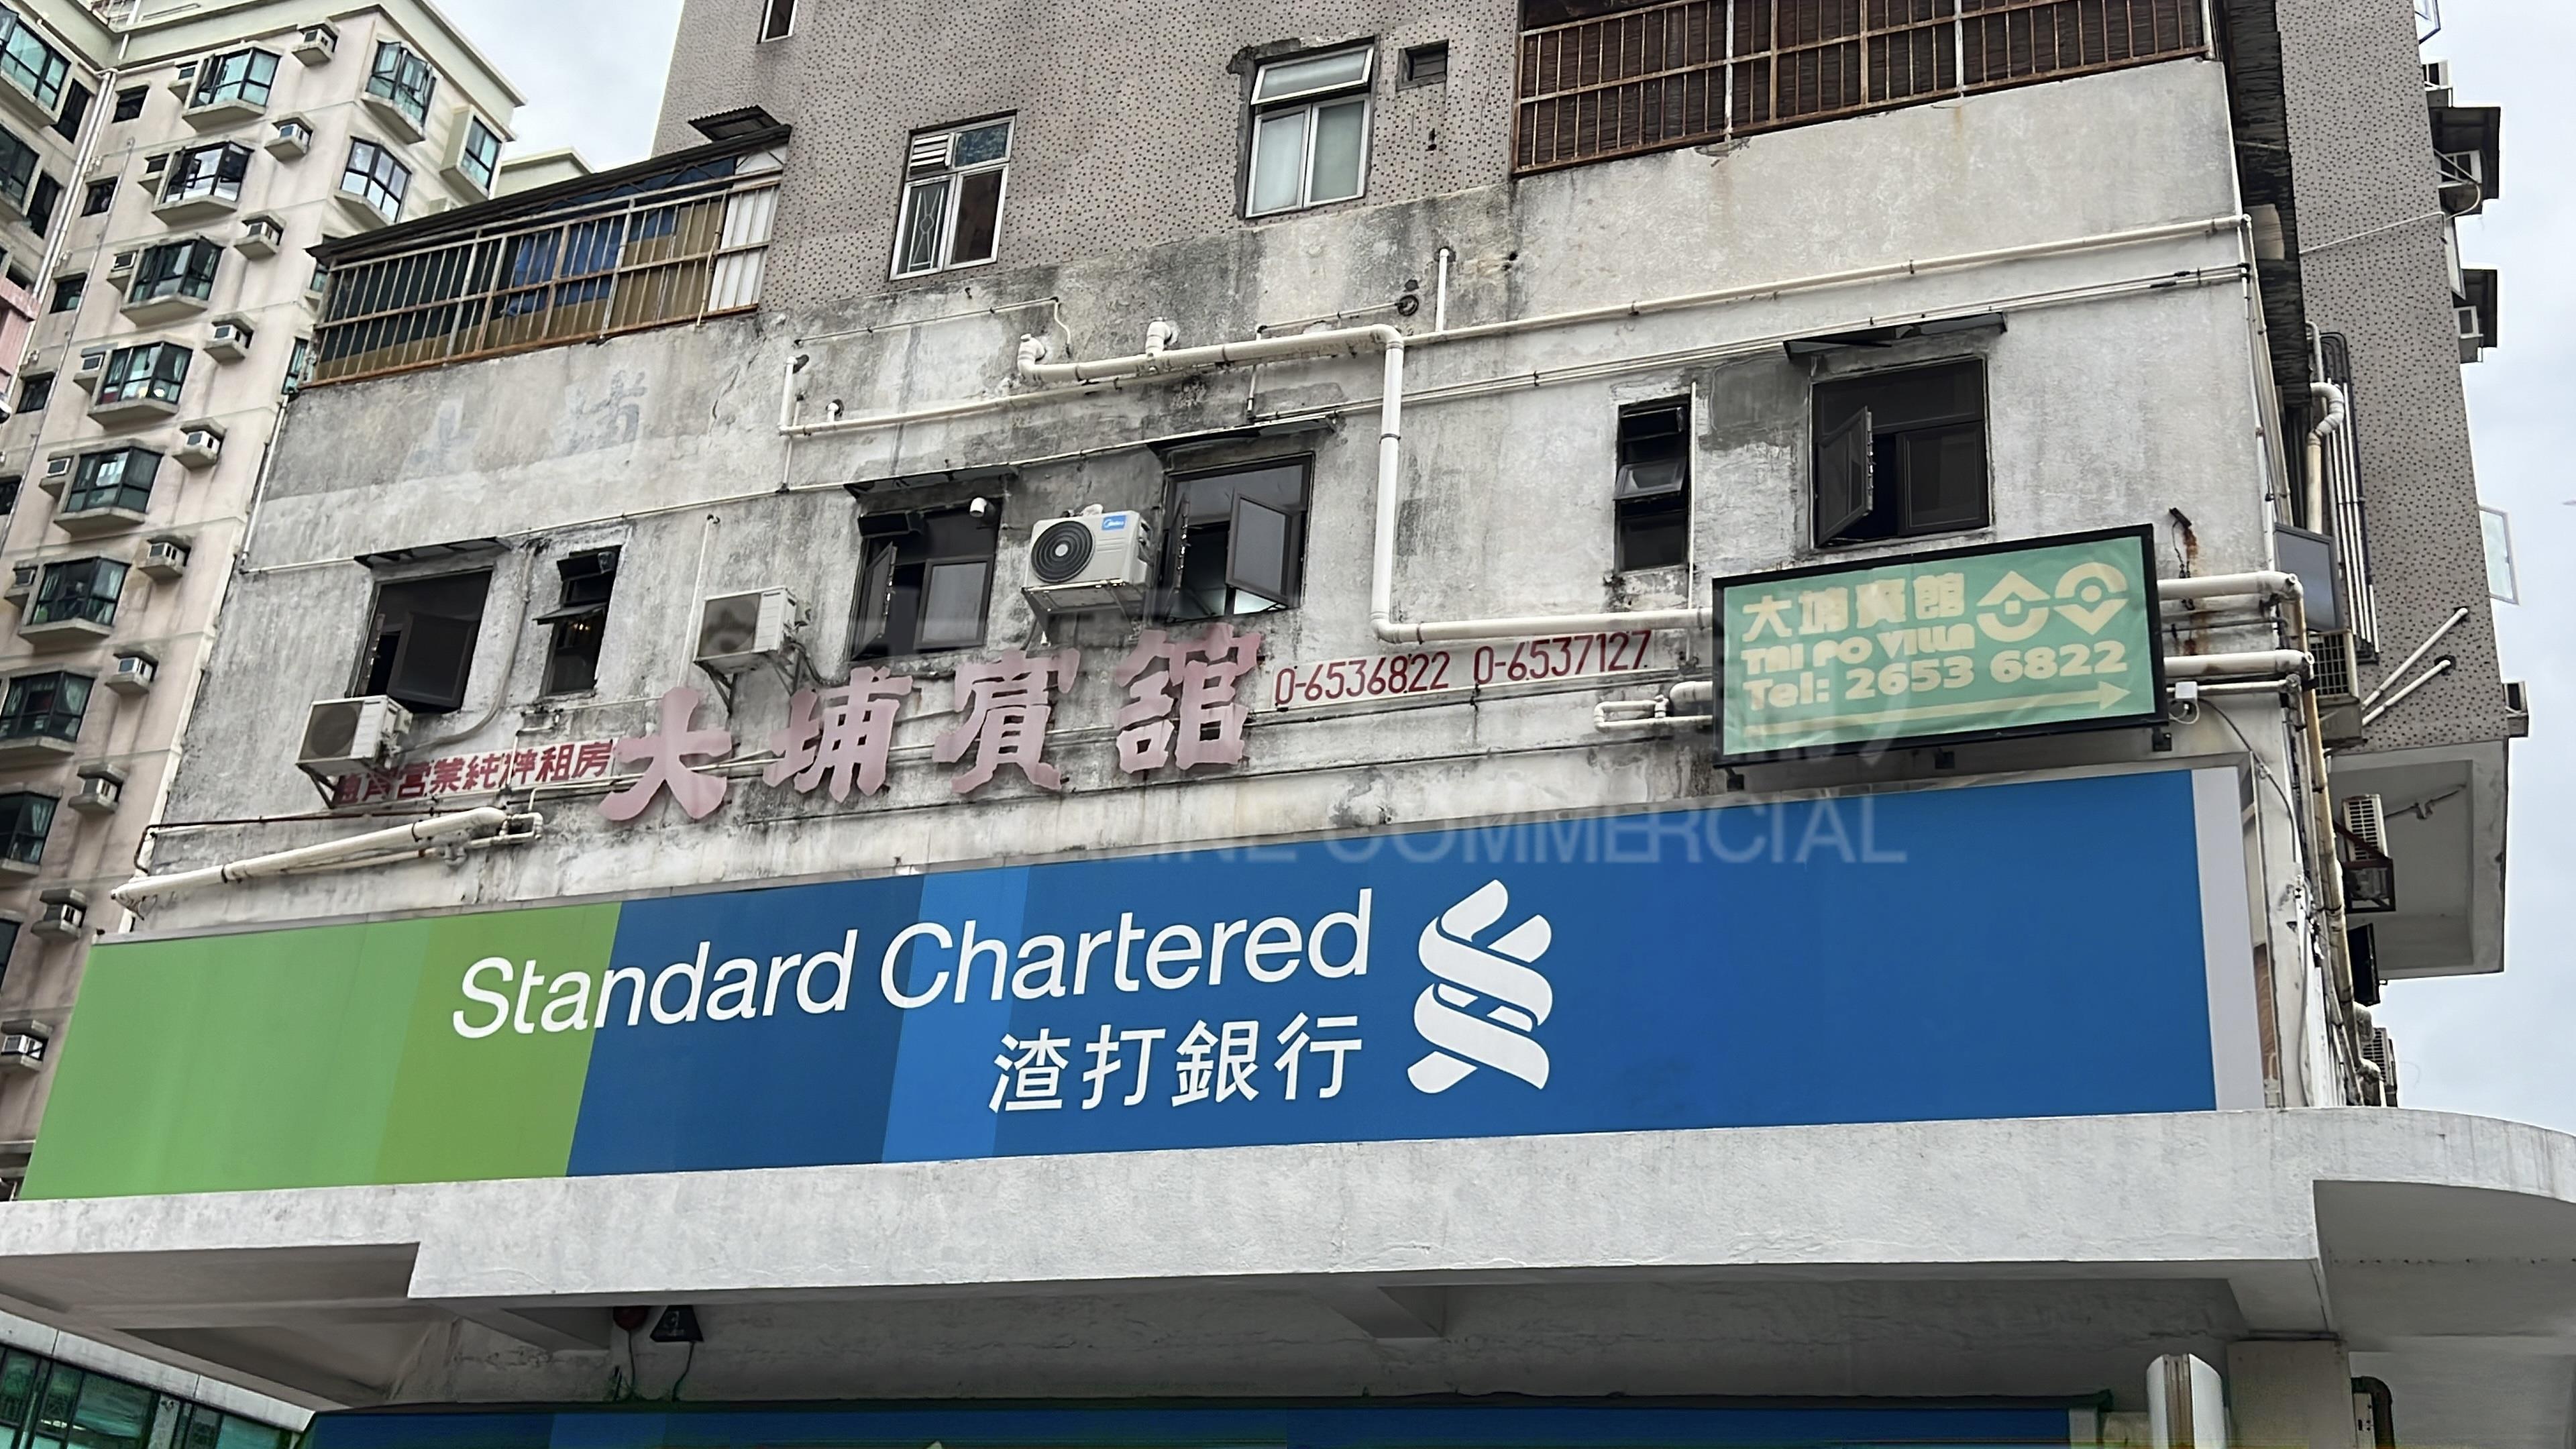 大埔賓館
TAI PO VILLA
Tel: 2653 6822
0-6536822 0-6537127
大埔賓館
營業純粹租房
Standard Chartered
渣打銀行
COMMERCIAL